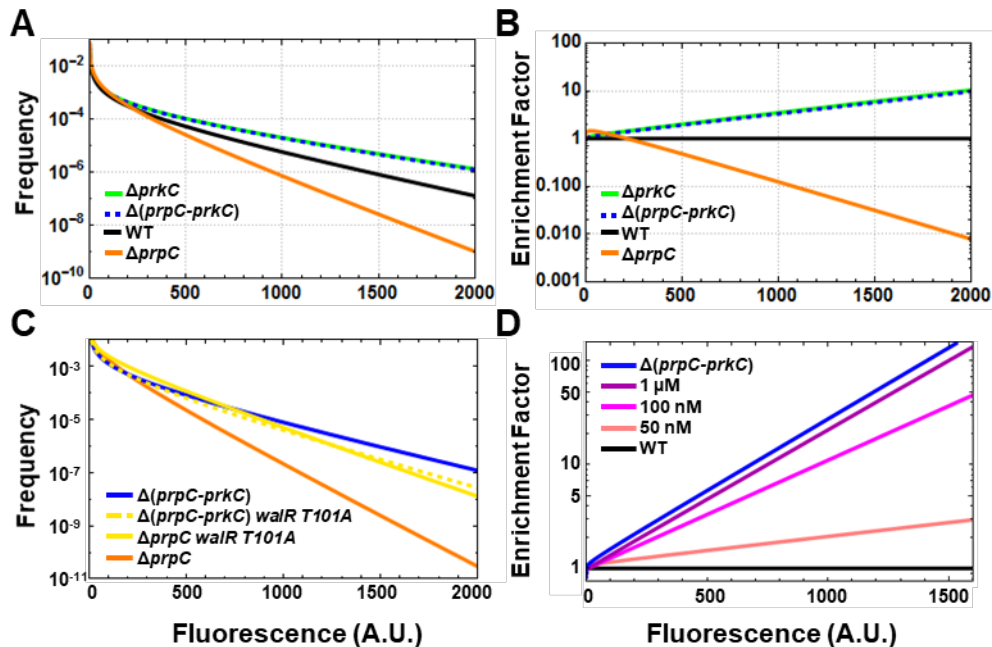 A
Frequency
10⁻²
10⁻⁴
10⁻⁶
10⁻⁸
10⁻¹⁰
ΔprkC
Δ(prpC-prkC)
WT
ΔprpC
0 500 1000 1500 2000
B
Enrichment Factor
100
10
1
0.100
0.010
0.001
ΔprkC
Δ(prpC-prkC)
WT
ΔprpC
0 500 1000 1500 2000
C
Frequency
10⁻³
10⁻⁵
10⁻⁷
10⁻⁹
10⁻¹¹
Δ(prpC-prkC)
Δ(prpC-prkC) walR T101A
ΔprpC walR T101A
ΔprpC
0 500 1000 1500 2000
Fluorescence (A.U.)
D
Enrichment Factor
100
50
10
5
1
Δ(prpC-prkC)
1 µM
100 nM
50 nM
WT
0 500 1000 1500
Fluorescence (A.U.)